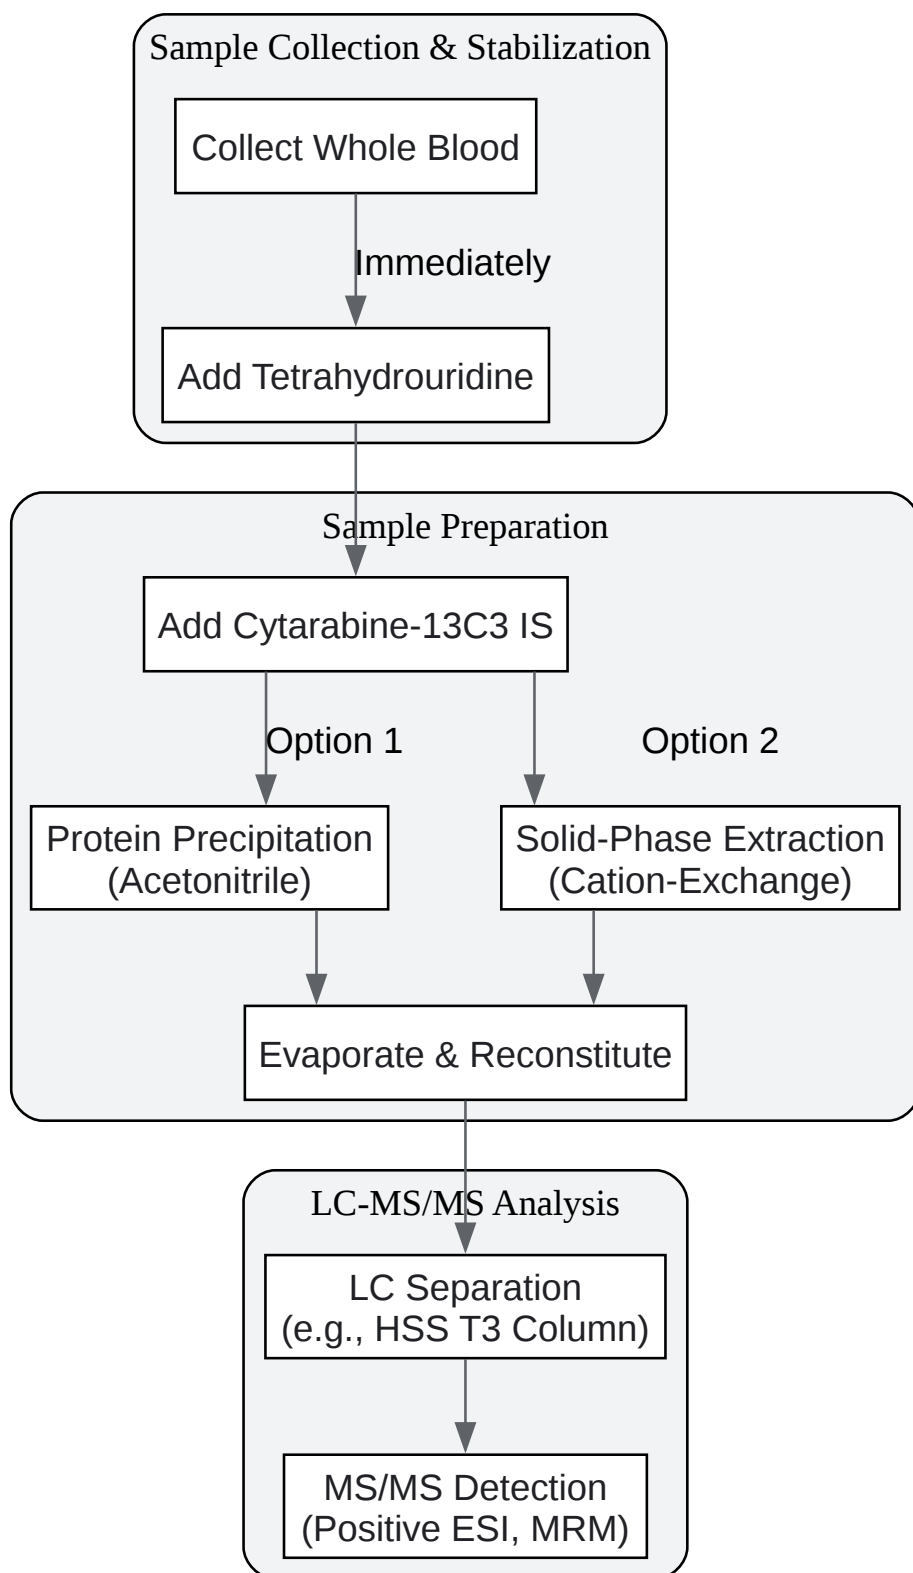 Sample Collection & Stabilization
Collect Whole Blood
Immediately
Add Tetrahydrouridine
Sample Preparation
Add Cytarabine-13C3 IS
Option 1
Option 2
Protein Precipitation
(Acetonitrile)
Solid-Phase Extraction
(Cation-Exchange)
Evaporate & Reconstitute
LC-MS/MS Analysis
LC Separation
(e.g., HSS T3 Column)
MS/MS Detection
(Positive ESI, MRM)